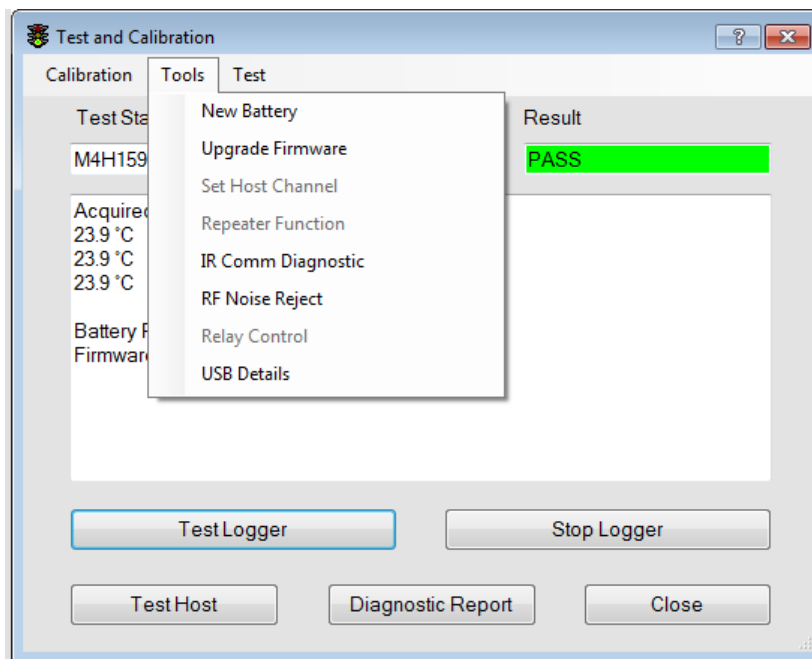 Test and Calibration
Calibration Tools Test
Test Sta
Result
M4H159
PASS
New Battery
Upgrade Firmware
Set Host Channel
Repeater Function
IR Comm Diagnostic
RF Noise Reject
Relay Control
USB Details
Acquired
23.9 °C
23.9 °C
23.9 °C
Battery
Firmware
Test Logger Stop Logger
Test Host Diagnostic Report Close